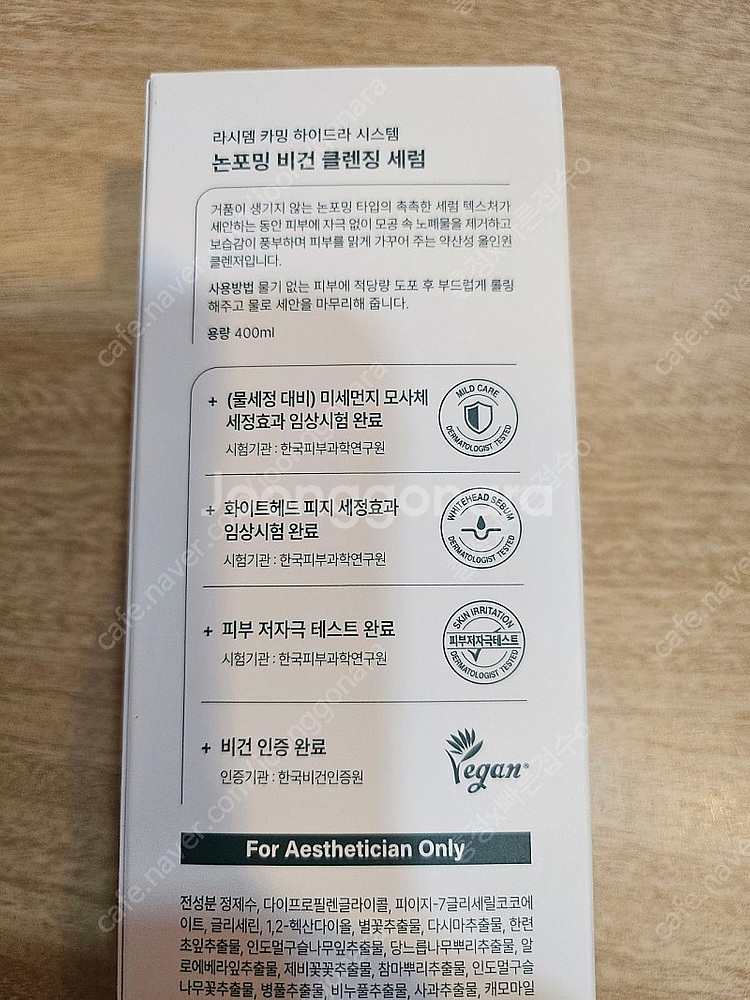 라시뎀 카밍 하이드라 시스템
논포밍 비건 클렌징 세럼
거품이 생기지 않는 논포밍 타입의 촉촉한 세럼 텍스처가
세안하는 동안 피부에 자극 없이 모공 속 노폐물을 제거하고
보습감이 풍부하며 피부를 맑게 가꾸어 주는 약산성 올인원
클렌저입니다.
사용방법 물기 없는 피부에 적당량 도포 후 부드럽게 롤링
해주고 물로 세안을 마무리해 줍니다.
용량 400ml
+ (물세정 대비) 미세먼지 모사체
세정효과 임상시험 완료
시험기관 : 한국피부과학연구원
MILD CARE
DERMATOLOGIST TESTED
+ 화이트헤드 피지 세정효과
임상시험 완료
시험기관 : 한국피부과학연구원
WHITEHEAD SEBUM
DERMATOLOGIST TESTED
+ 피부 저자극 테스트 완료
시험기관 : 한국피부과학연구원
SKIN IRRITATION
피부저자극테스트
DERMATOLOGIST TESTED
+ 비건 인증 완료
인증기관 : 한국비건인증원
Vegan®
For Aesthetician Only
전성분 정제수, 다이프로필렌글라이콜, 피이지-7글리세릴코코에
이트, 글리세린, 1,2-헥산다이올, 별꽃추출물, 다시마추출물, 한련
초잎추출물, 인도멀구슬나무잎추출물, 당느릅나무뿌리추출물, 알
로에베라잎추출물, 제비꽃꽃추출물, 참마뿌리추출물, 인도멀구슬
나무꽃추출물, 병풀추출물, 비누풀추출물, 사과추출물, 캐모마일
Joonggonara
cafe.naver.com/joonggonara